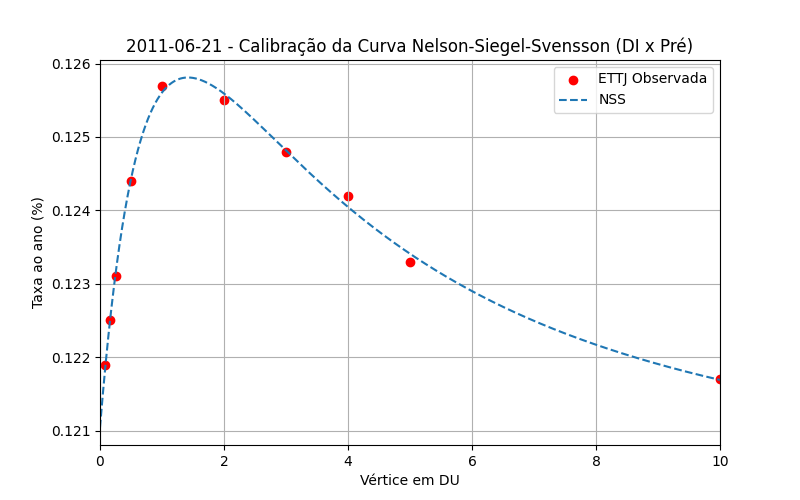 2011-06-21 - Calibração da Curva Nelson-Siegel-Svensson (DI x Pré)
ETTJ Observada
NSS
Taxa ao ano (%)
0.126
0.125
0.124
0.123
0.122
0.121
0 2 4 6 8 10
Vértice em DU